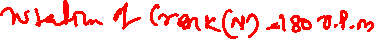 Rotation of Crank (N) = 180 r.p.m